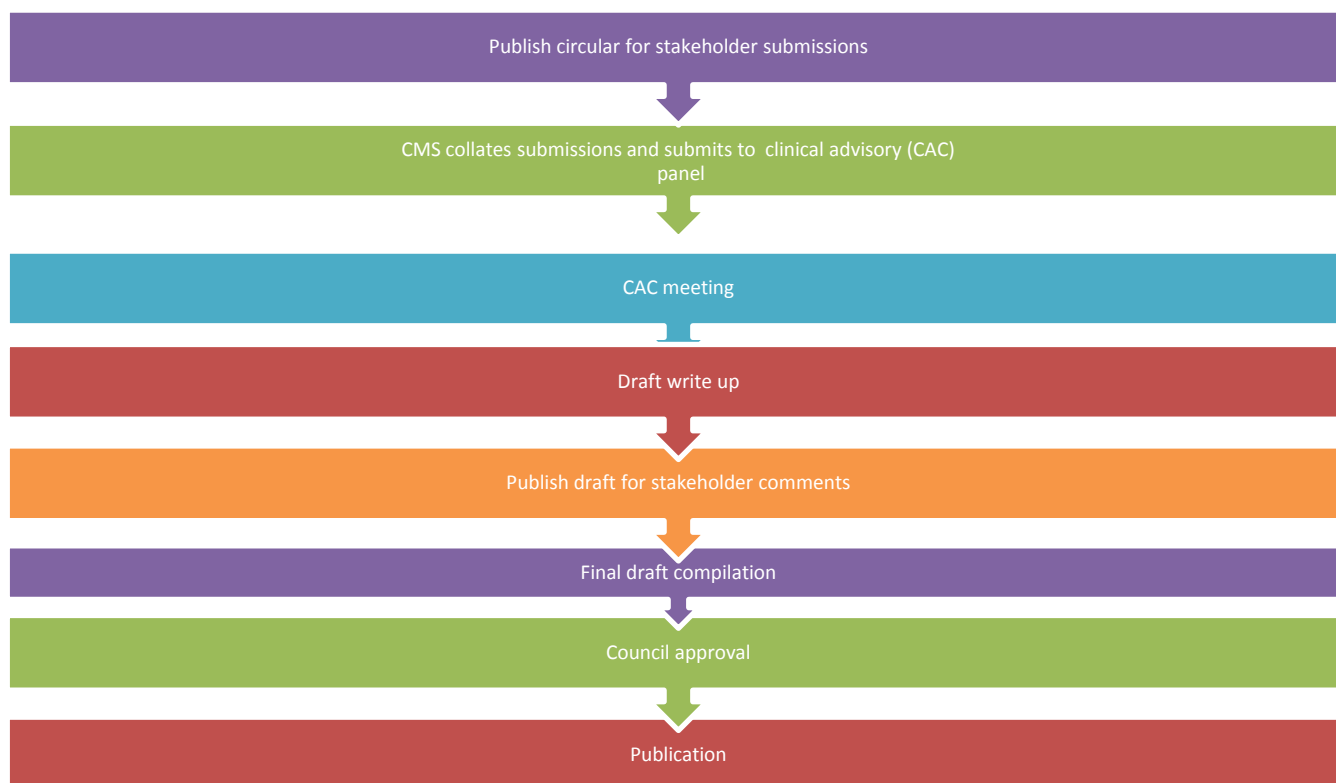 Publish circular for stakeholder submissions
CMS collates submissions and submits to clinical advisory (CAC)
panel
CAC meeting
Draft write up
Publish draft for stakeholder comments
Final draft compilation
Council approval
Publication